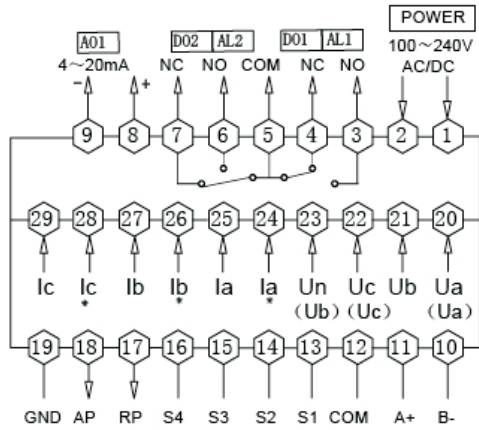 POWER
A01 D02 AL2 D01 AL1 100～240V
4～20mA NC NO COM NC NO AC/DC
- +
9 8 7 6 5 4 3 2 1
29 28 27 26 25 24 23 22 21 20
Ic Ic Ib Ib Ia Ia Un Uc Ub Ua
* * * (Ub) (Uc) (Ua)
19 18 17 16 15 14 13 12 11 10
GND AP RP S4 S3 S2 S1 COM A+ B-